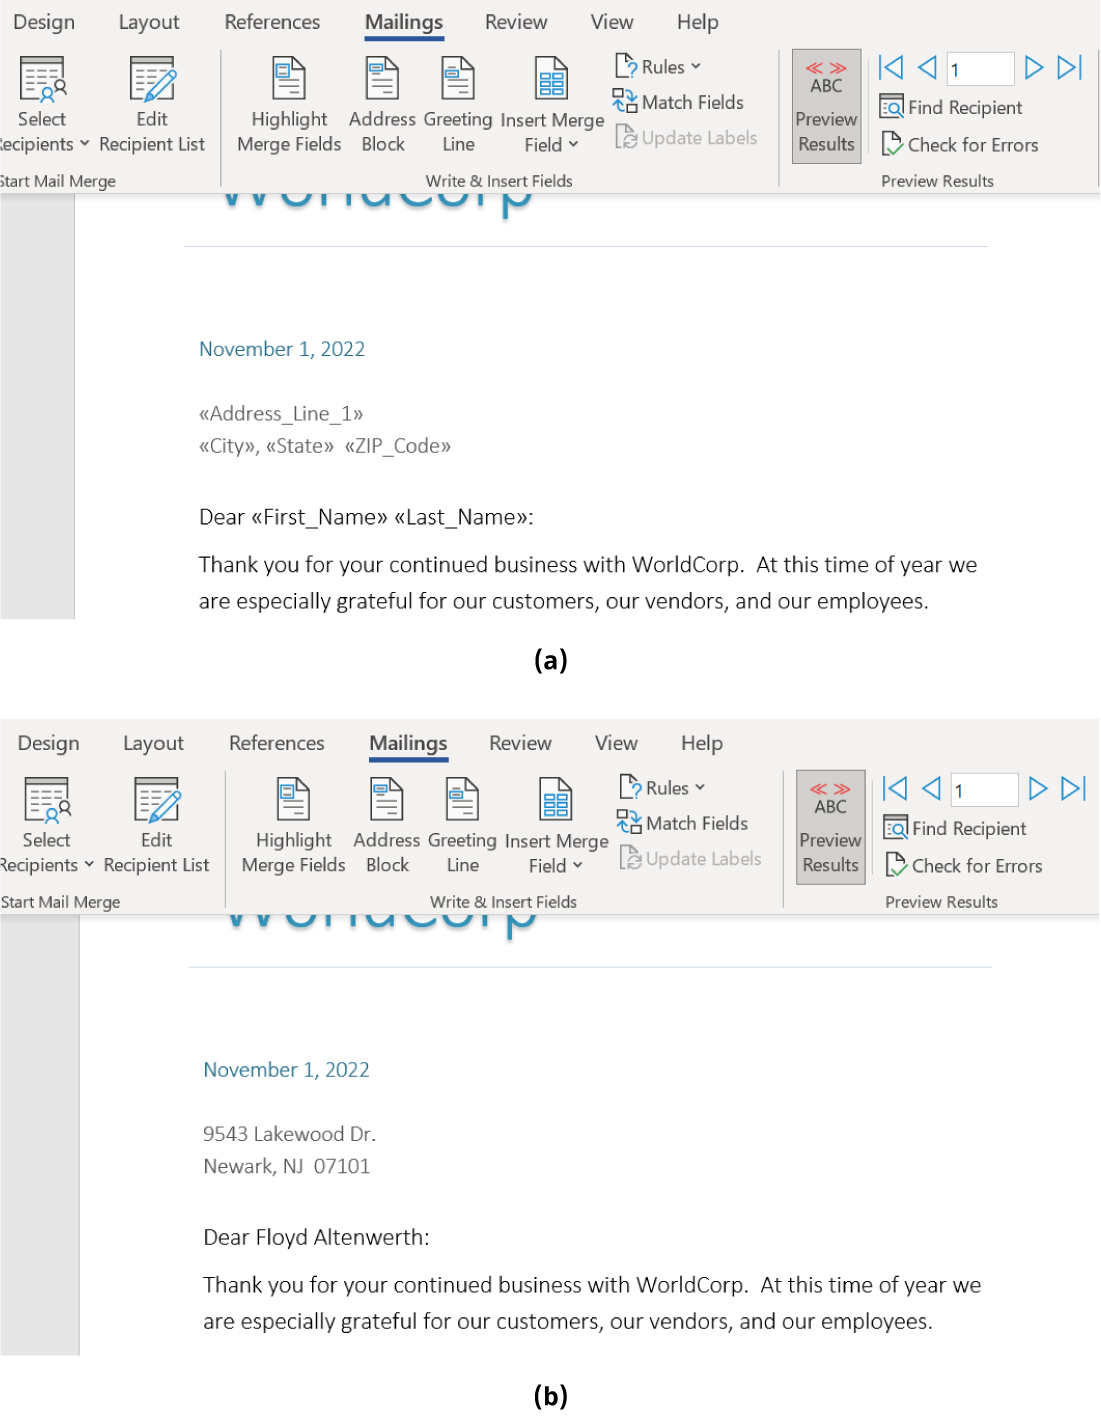 Design Layout References Mailings Review View Help
Select Recipients Edit Recipient List Highlight Merge Fields Address Block Greeting Line Insert Merge Field Rules Match Fields Update Labels ABC Preview Results 1 Find Recipient Check for Errors
Start Mail Merge Write & Insert Fields Preview Results
WorldCorp
November 1, 2022
«Address_Line_1»
«City», «State» «ZIP_Code»
Dear «First_Name» «Last_Name»:
Thank you for your continued business with WorldCorp. At this time of year we
are especially grateful for our customers, our vendors, and our employees.
(a)
Design Layout References Mailings Review View Help
Select Recipients Edit Recipient List Highlight Merge Fields Address Block Greeting Line Insert Merge Field Rules Match Fields Update Labels ABC Preview Results 1 Find Recipient Check for Errors
Start Mail Merge Write & Insert Fields Preview Results
WorldCorp
November 1, 2022
9543 Lakewood Dr.
Newark, NJ 07101
Dear Floyd Altenwerth:
Thank you for your continued business with WorldCorp. At this time of year we
are especially grateful for our customers, our vendors, and our employees.
(b)